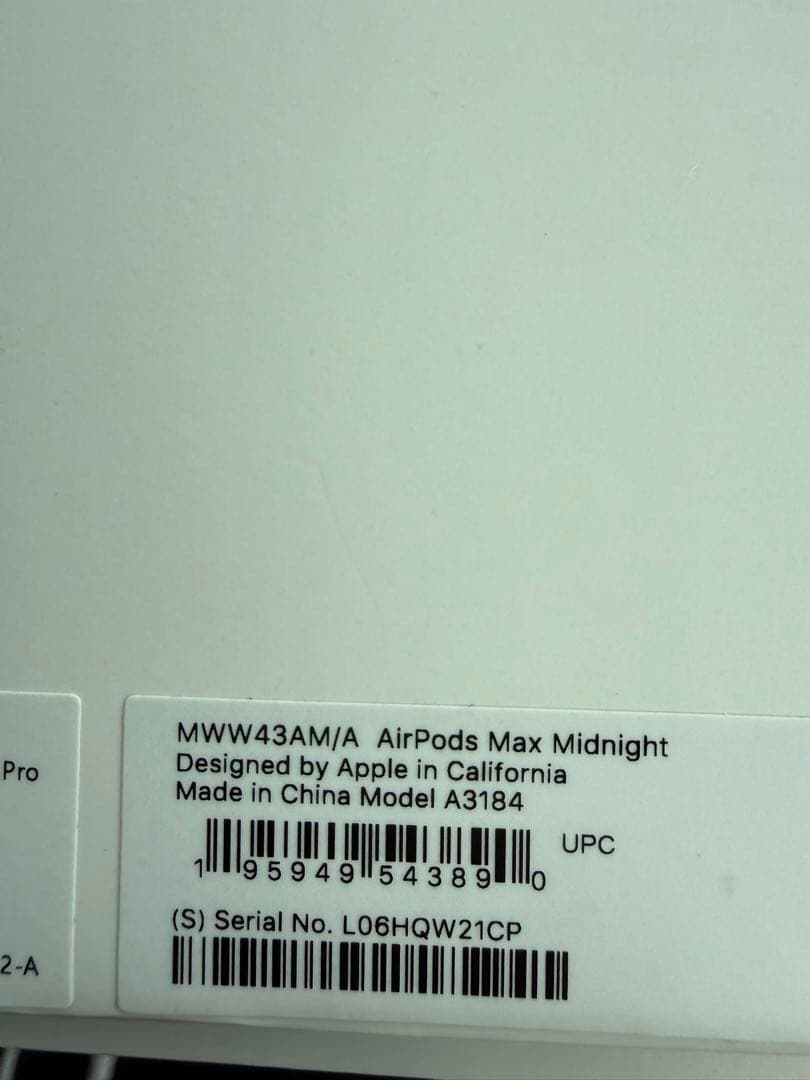 Pro
2-A
MWW43AM/A AirPods Max Midnight
Designed by Apple in California
Made in China Model A3184
1 95949 54389 0
UPC
(S) Serial No. L06HQW21CP